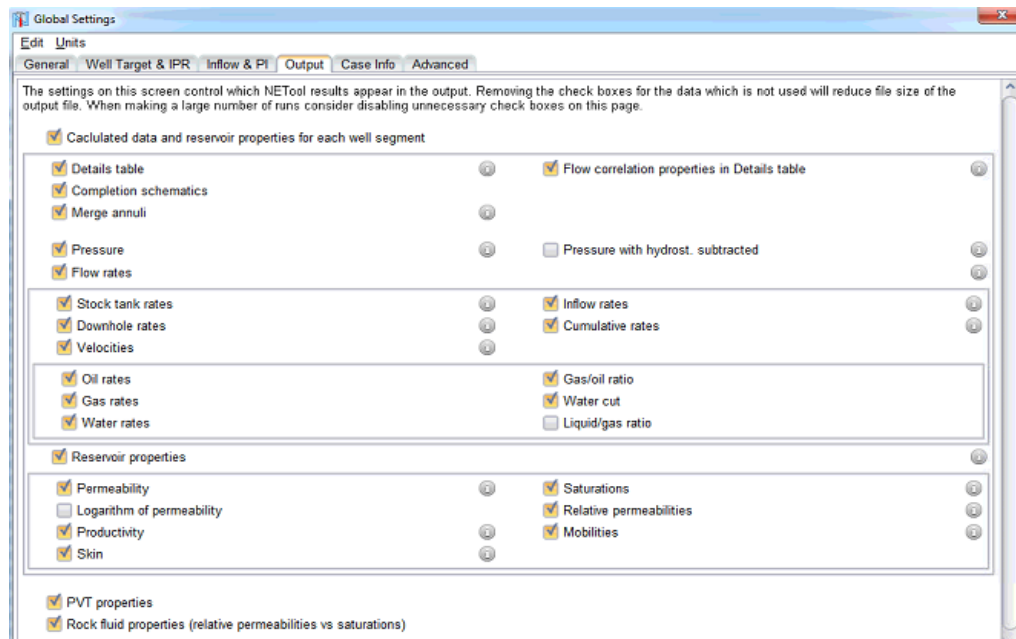 Global Settings
Edit Units
General Well Target & IPR Inflow & PI Output Case Info Advanced
The settings on this screen control which NETool results appear in the output. Removing the check boxes for the data which is not used will reduce file size of the
output file. When making a large number of runs consider disabling unnecessary check boxes on this page.
Caclulated data and reservoir properties for each well segment
Details table Flow correlation properties in Details table
Completion schematics
Merge annuli
Pressure Pressure with hydrost. subtracted
Flow rates
Stock tank rates Inflow rates
Downhole rates Cumulative rates
Velocities
Oil rates Gas/oil ratio
Gas rates Water cut
Water rates Liquid/gas ratio
Reservoir properties
Permeability Saturations
Logarithm of permeability Relative permeabilities
Productivity Mobilities
Skin
PVT properties
Rock fluid properties (relative permeabilities vs saturations)